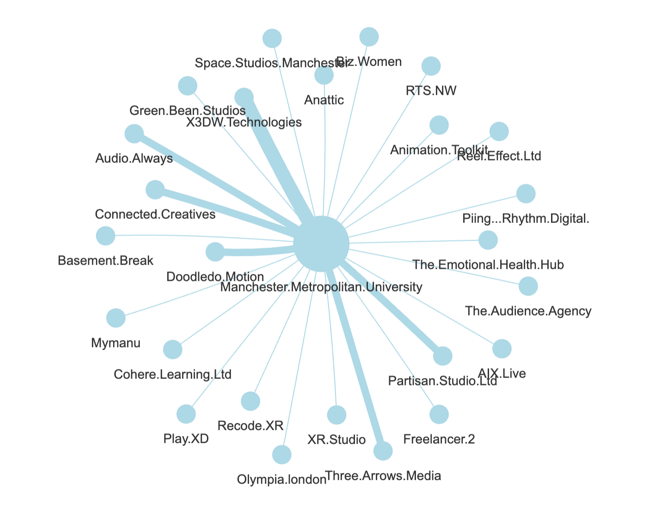 Space.Studios.Manchester
Biz.Women
RTS.NW
Anattic
Green.Bean.Studios
X3DW.Technologies
Animation.Toolkit
Reel.Effect.Ltd
Audio.Always
Connected.Creatives
Piing...Rhythm.Digital.
Basement.Break
The.Emotional.Health.Hub
Doodledo.Motion
Manchester.Metropolitan.University
The.Audience.Agency
Mymanu
Cohere.Learning.Ltd
Partisan.Studio.Ltd
AIX.Live
Play.XD
Recode.XR
XR.Studio
Freelancer.2
Olympia.london
Three.Arrows.Media